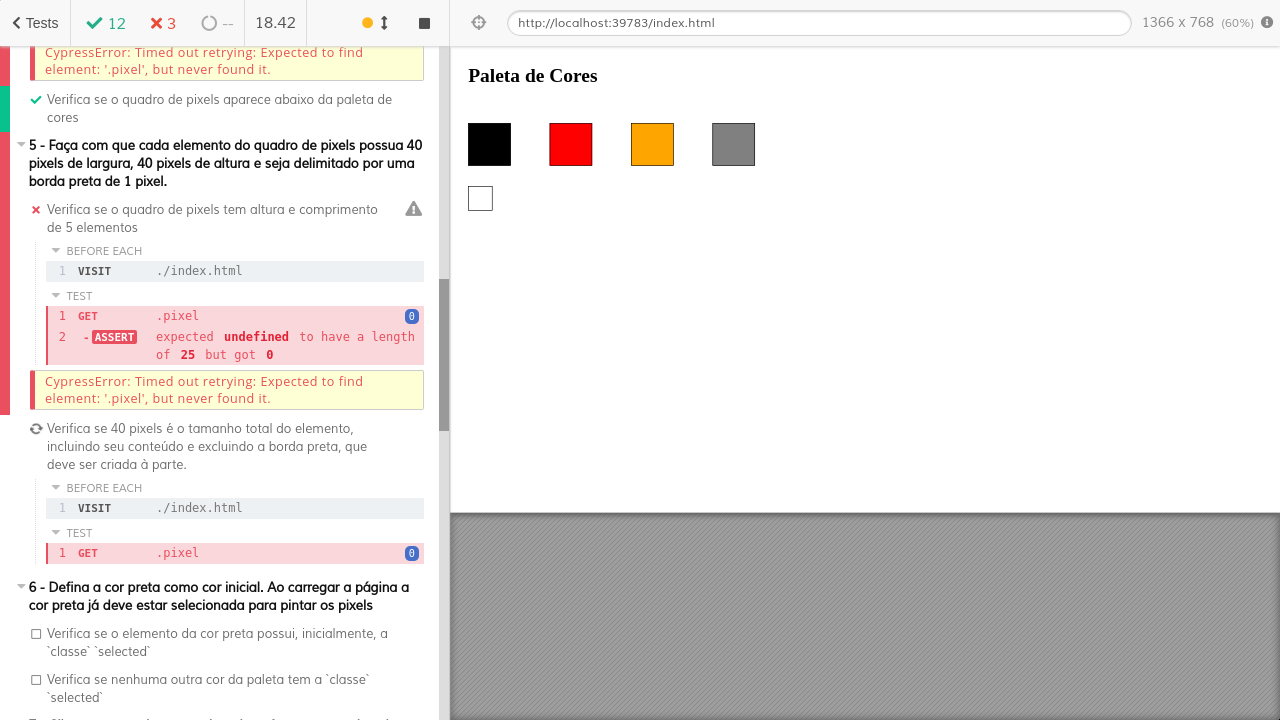 Tests
12
3
--
18.42
http://localhost:39783/index.html
1366 x 768 (60%)
CypressError: Timed out retrying: Expected to find
element: '.pixel', but never found it.
Verifica se o quadro de pixels aparece abaixo da paleta de
cores
5 - Faça com que cada elemento do quadro de pixels possua 40
pixels de largura, 40 pixels de altura e seja delimitado por uma
borda preta de 1 pixel.
Verifica se o quadro de pixels tem altura e comprimento
de 5 elementos
BEFORE EACH
1 VISIT ./index.html
TEST
1 GET .pixel 0
2 -ASSERT expected undefined to have a length
of 25 but got 0
CypressError: Timed out retrying: Expected to find
element: '.pixel', but never found it.
Verifica se 40 pixels é o tamanho total do elemento,
incluindo seu conteúdo e excluindo a borda preta, que
deve ser criada à parte.
BEFORE EACH
1 VISIT ./index.html
TEST
1 GET .pixel 0
6 - Defina a cor preta como cor inicial. Ao carregar a página a
cor preta já deve estar selecionada para pintar os pixels
Verifica se o elemento da cor preta possui, inicialmente, a
`classe` `selected`
Verifica se nenhuma outra cor da paleta tem a `classe`
`selected`
Paleta de Cores